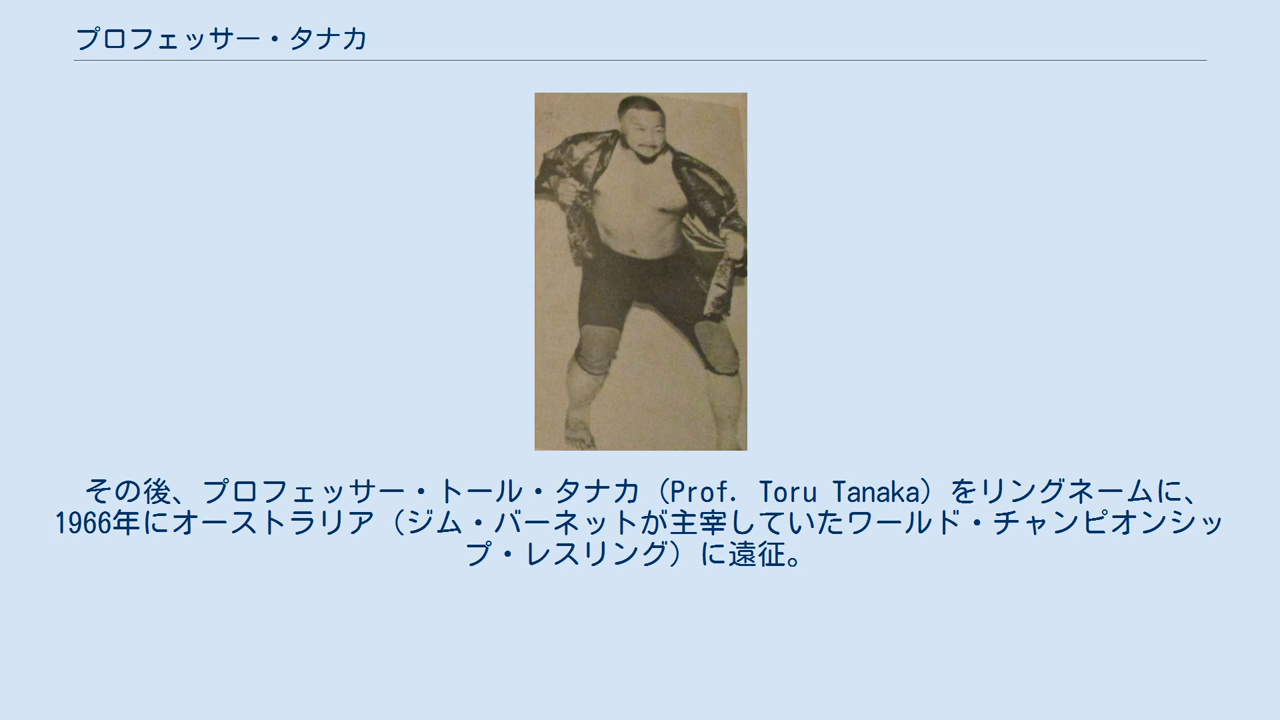 プロフェッサー・タナカ
その後、プロフェッサー・トール・タナカ（Prof. Toru Tanaka）をリングネームに、
1966年にオーストラリア（ジム・バーネットが主宰していたワールド・チャンピオンシッ
プ・レスリング）に遠征。